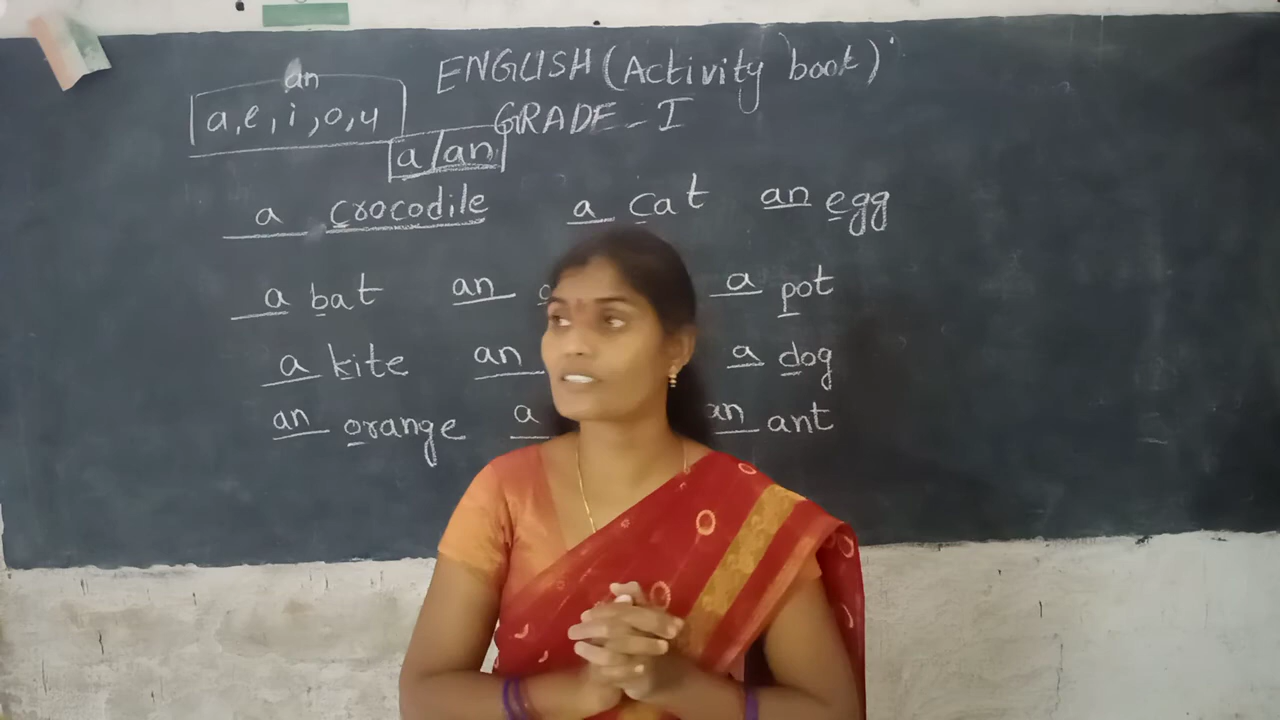 ENGLISH (Activity book)
an
a, e, i, o, u
GRADE - I
a/an
a crocodile a cat an egg
a bat an a pot
a kite an a dog
an orange a an ant